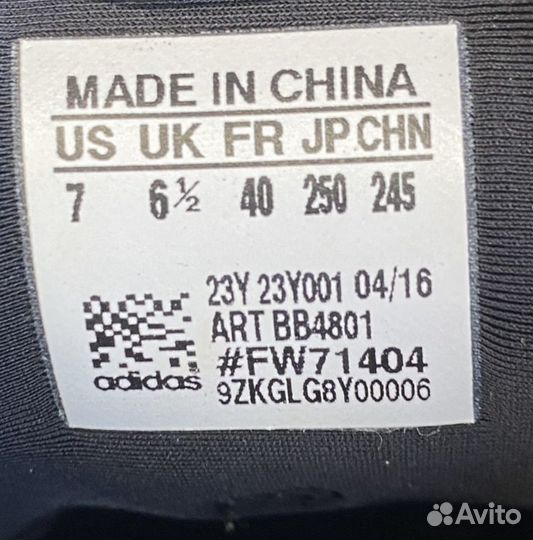 MADE IN CHINA
US UK FR JP CHN
7 6½ 40 250 245
23Y 23Y001 04/16
ART BB4801
#FW71404
adidas 9ZKGLG8Y00006
Avito